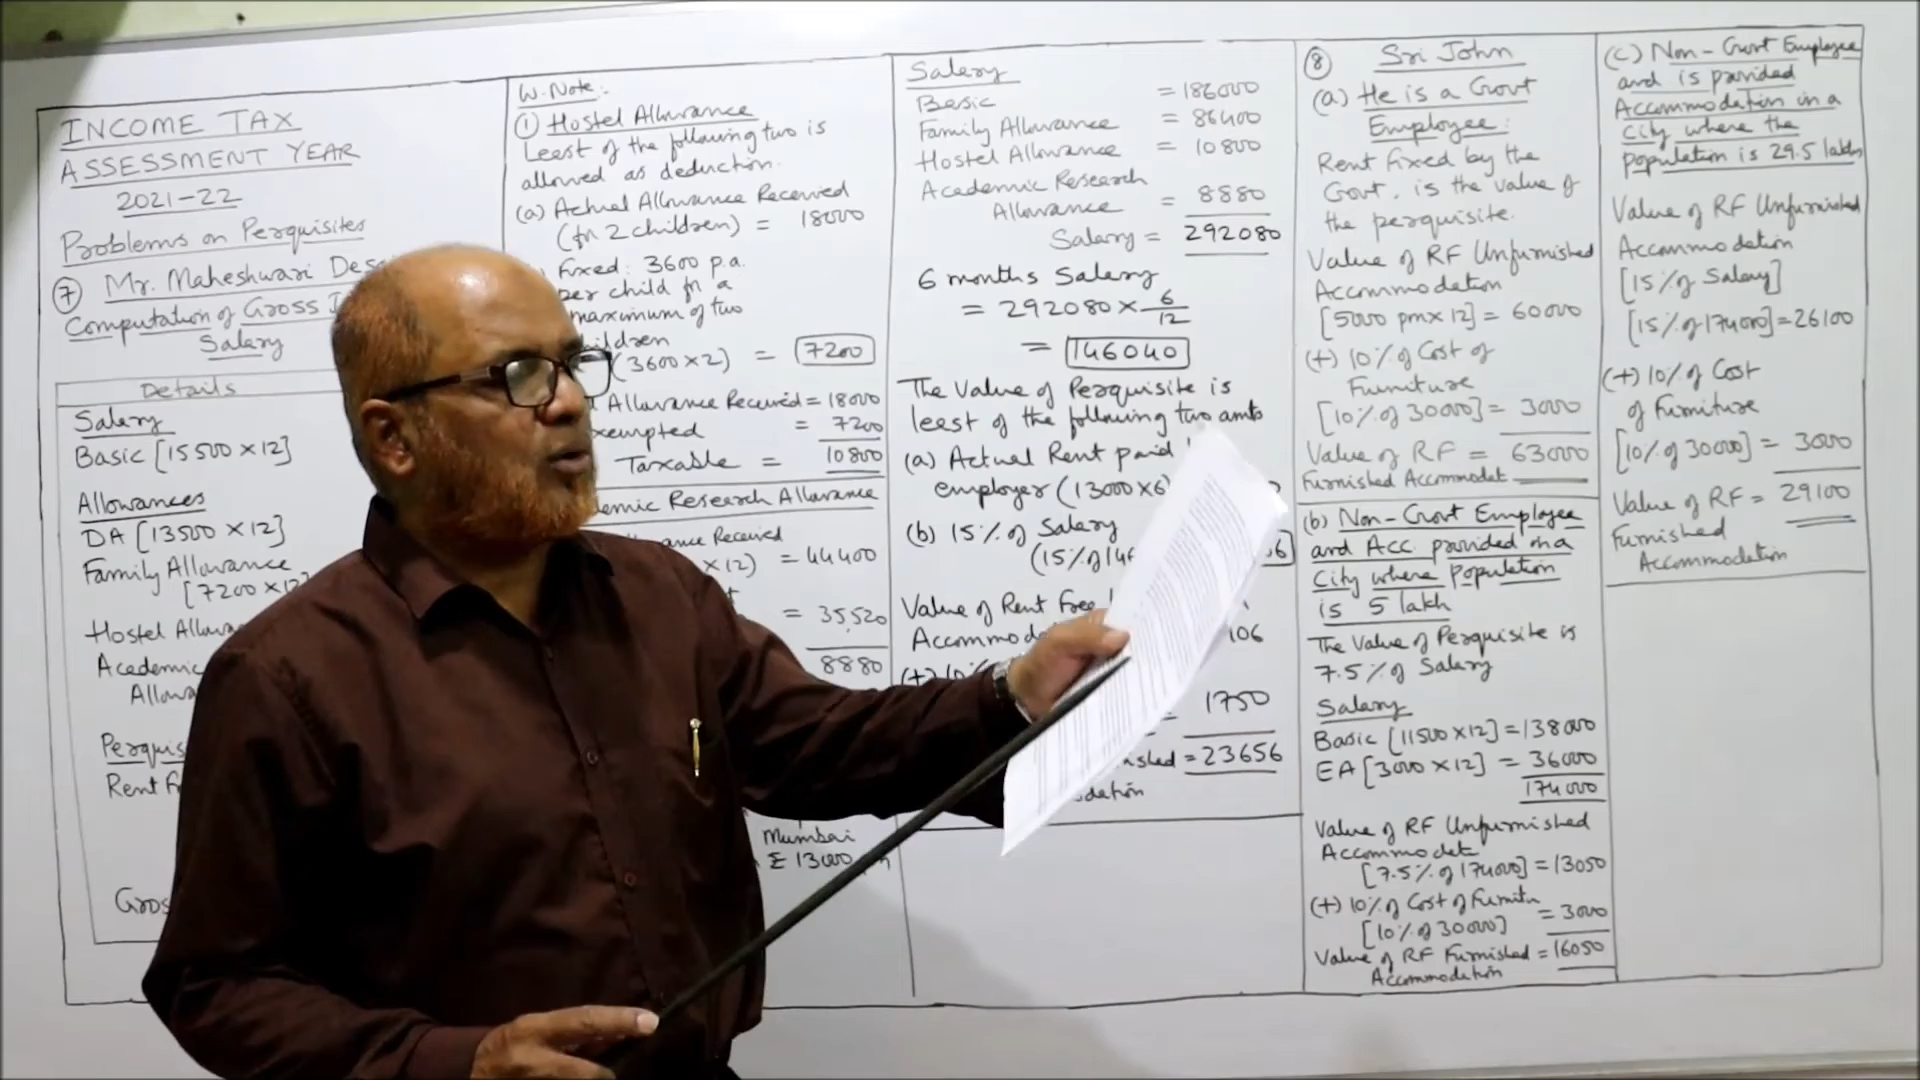 INCOME TAX
ASSESSMENT YEAR
2021-22
Problems on Perquisites
7 Mr. Maheshwari
Computation of Gross
Salary
Details
Salary
Basic [15500 × 12]
Allowances
DA [13500 × 12]
Family Allowance
[7200 × 12
Hostel
Academic
Rent
W. Note:
1 Hostel Allowance
Least of the following two is
allowed as deduction.
(a) Actual Allowance Received
(for 2 children) = 18000
Fixed: 3600 p.a.
per child for a
maximum of two
(3600 × 2) = 7200
Allowance Received = 18000
= 7200
Taxable = 10800
Research Allowance
Received
× 12) = 44400
= 35,520
8880
Mumbai
13000
Salary
Basic = 186000
Family Allowance = 86400
Hostel Allowance = 10800
Academic Research
Allowance = 8880
Salary = 292080
6 months Salary
= 292080 × 6/12
= 146040
The Value of Perquisite is
least of the following two amts
(a) Actual Rent paid
employer (13000 × 6)
(b) 15% of Salary
(15% of
Value of Rent Free
106
(+)
1750
= 23656
8 Sri John
(a) He is a Govt
Employee:
Rent fixed by the
Govt. is the value of
the perquisite.
Value of RF Unfurnished
Accommodation
[5000 pm × 12] = 60000
(+) 10% of Cost of
Furniture
[10% of 30000] = 3000
Value of RF = 63000
Furnished Accommodat
(b) Non-Govt Employee
and Acc provided in a
City where Population
is 5 lakh
The Value of Perquisite is
7.5% of Salary
Salary
Basic [11500 × 12] = 138000
EA [3000 × 12] = 36000
174000
Value of RF Unfurnished
Accommodat
[7.5% of 174000] = 13050
(+) 10% of Cost of Furnitu
[10% of 30000] = 3000
Value of RF Furnished = 16050
Accommodation
(c) Non-Govt Employee
and is provided
Accommodation in a
City where the
population is 29.5 lakhs
Value of RF Unfurnished
Accommodation
[15% of Salary]
[15% of 174000] = 26100
(+) 10% of Cost
of Furniture
[10% of 30000] = 3000
Value of RF = 29100
Furnished
Accommodation